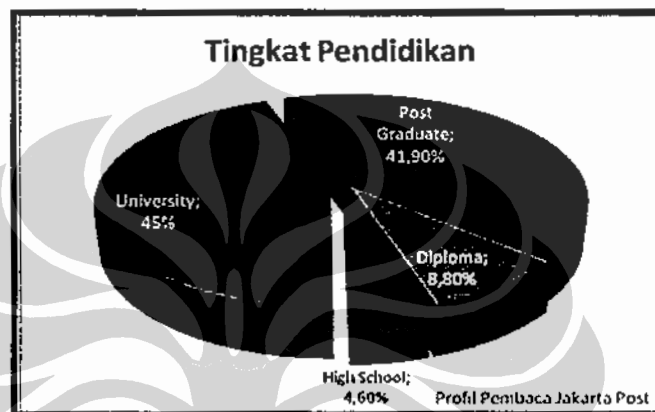 Tingkat Pendidikan
Post
Graduate;
41,90%
University;
45%
Diploma;
8,80%
High School;
4,60%
Profil Pembaca Jakarta Post